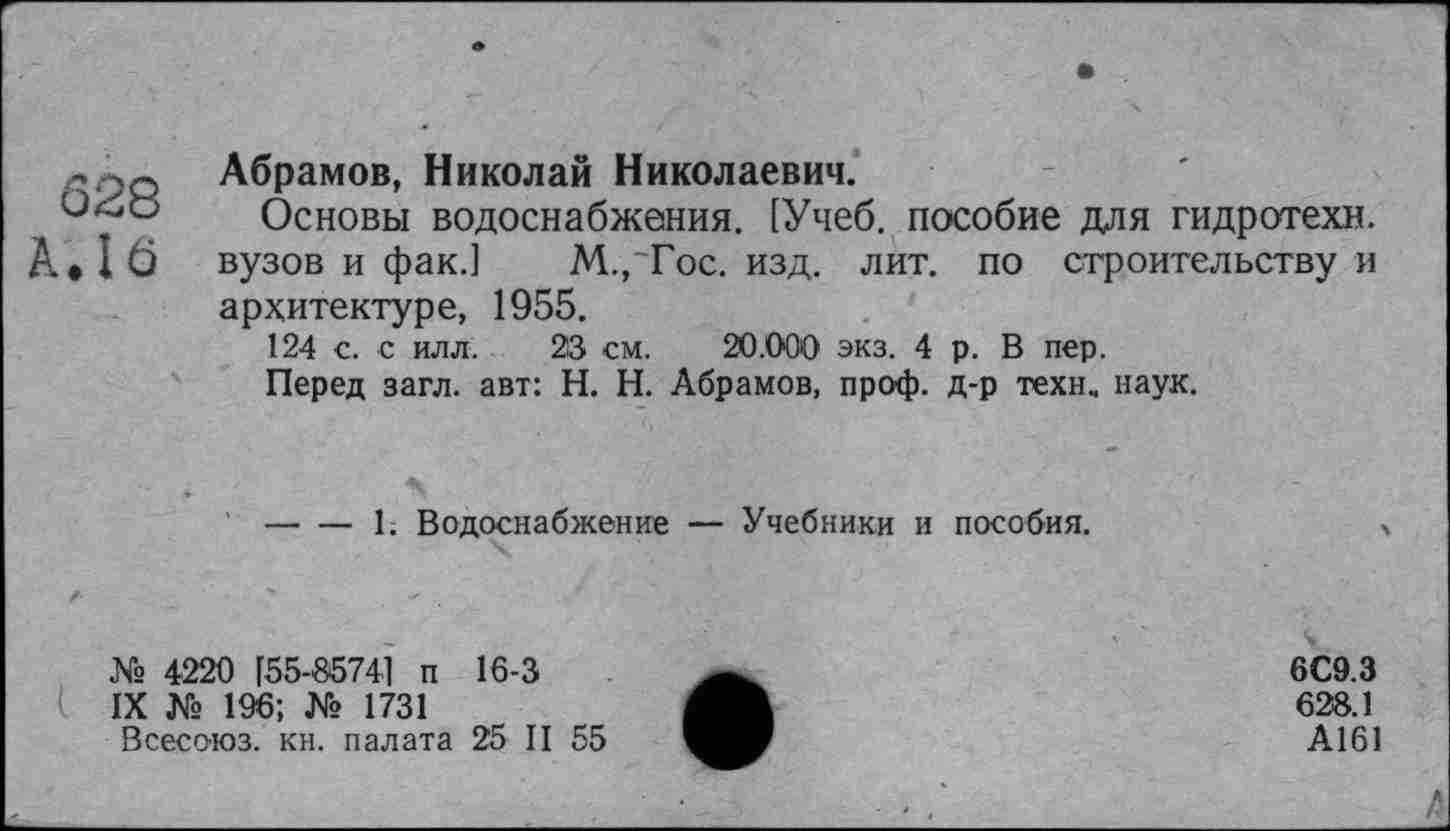 628
А.16
Абрамов, Николай Николаевич.
Основы водоснабжения. [Учеб. пособие для гидротехн.
вузов и фак.] М., Гос. изд. лит. по строительству и
архитектуре, 1955.
124 с. с илл. 23 см. 20.000 экз. 4 р. В пер.
Перед загл. авт: Н. Н. Абрамов, проф. д-р техн. наук.
— — 1. Водоснабжение — Учебники и пособия.
№ 4220 [55-8574] п 16-3
IX № 196; № 1731
Всесоюз. кн. палата 25 II 55
6С9.3
628.1
А161